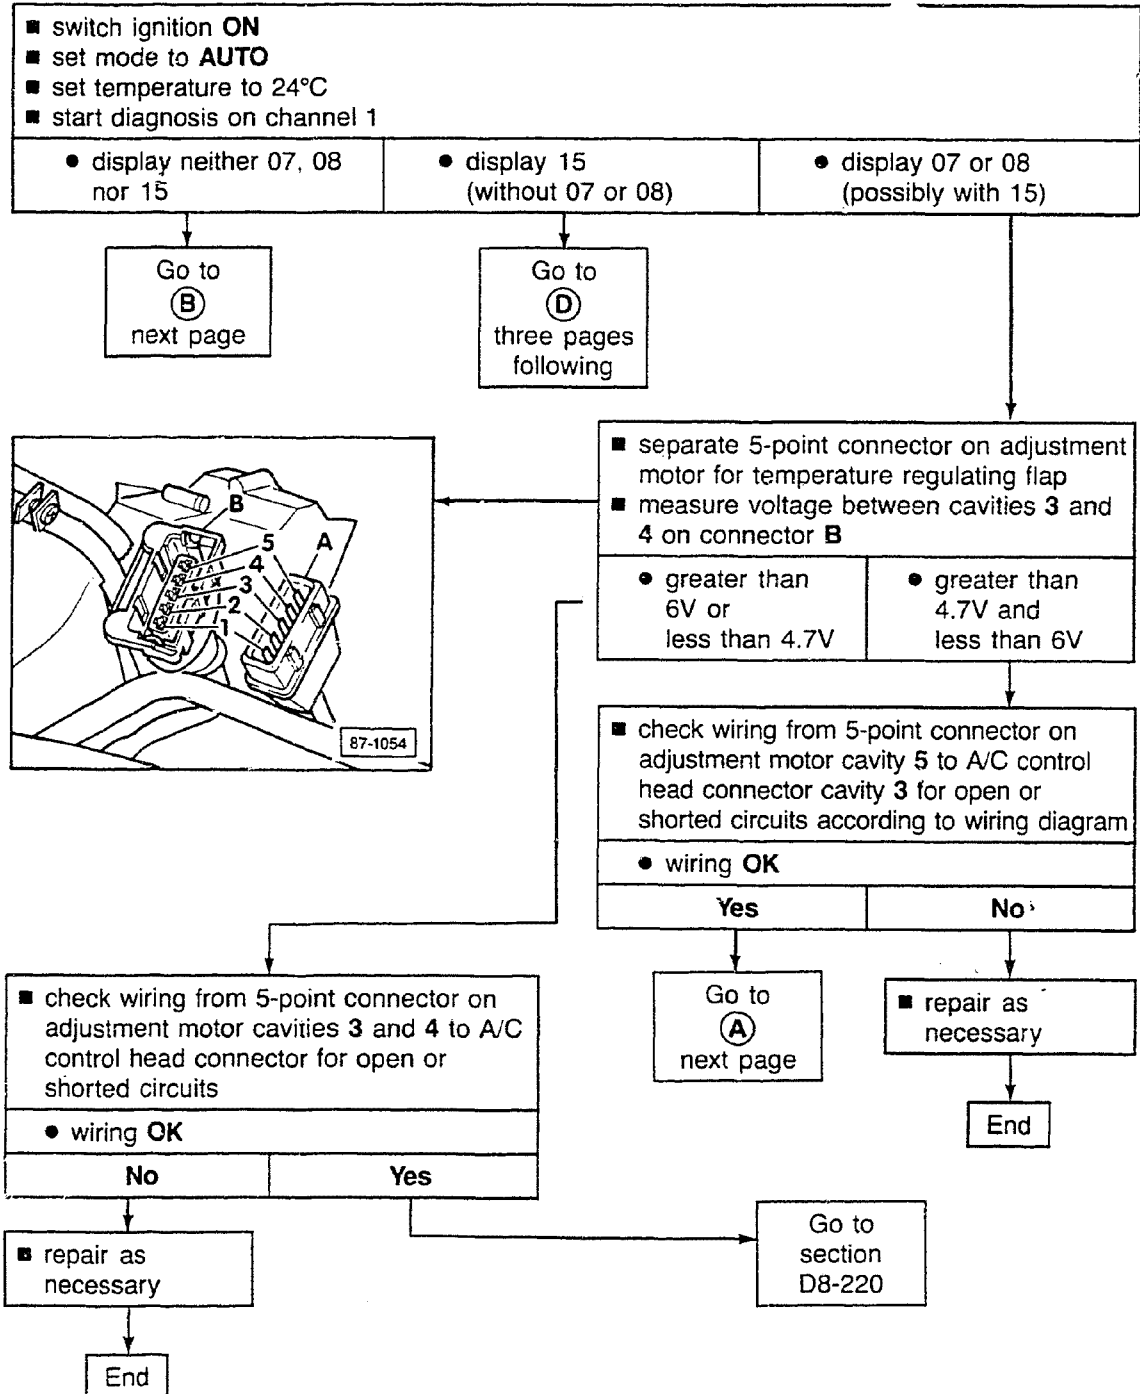 ■ switch ignition ON
■ set mode to AUTO
■ set temperature to 24°C
■ start diagnosis on channel 1
● display neither 07, 08
nor 15
● display 15
(without 07 or 08)
● display 07 or 08
(possibly with 15)
Go to
B
next page
Go to
D
three pages
following
■ separate 5-point connector on adjustment
motor for temperature regulating flap
■ measure voltage between cavities 3 and
4 on connector B
● greater than
6V or
less than 4.7V
● greater than
4.7V and
less than 6V
B
A
5
4
3
2
1
87-1054
■ check wiring from 5-point connector on
adjustment motor cavity 5 to A/C control
head connector cavity 3 for open or
shorted circuits according to wiring diagram
● wiring OK
Yes
No
Go to
A
next page
■ repair as
necessary
End
■ check wiring from 5-point connector on
adjustment motor cavities 3 and 4 to A/C
control head connector for open or
shorted circuits
● wiring OK
No
Yes
■ repair as
necessary
End
Go to
section
D8-220